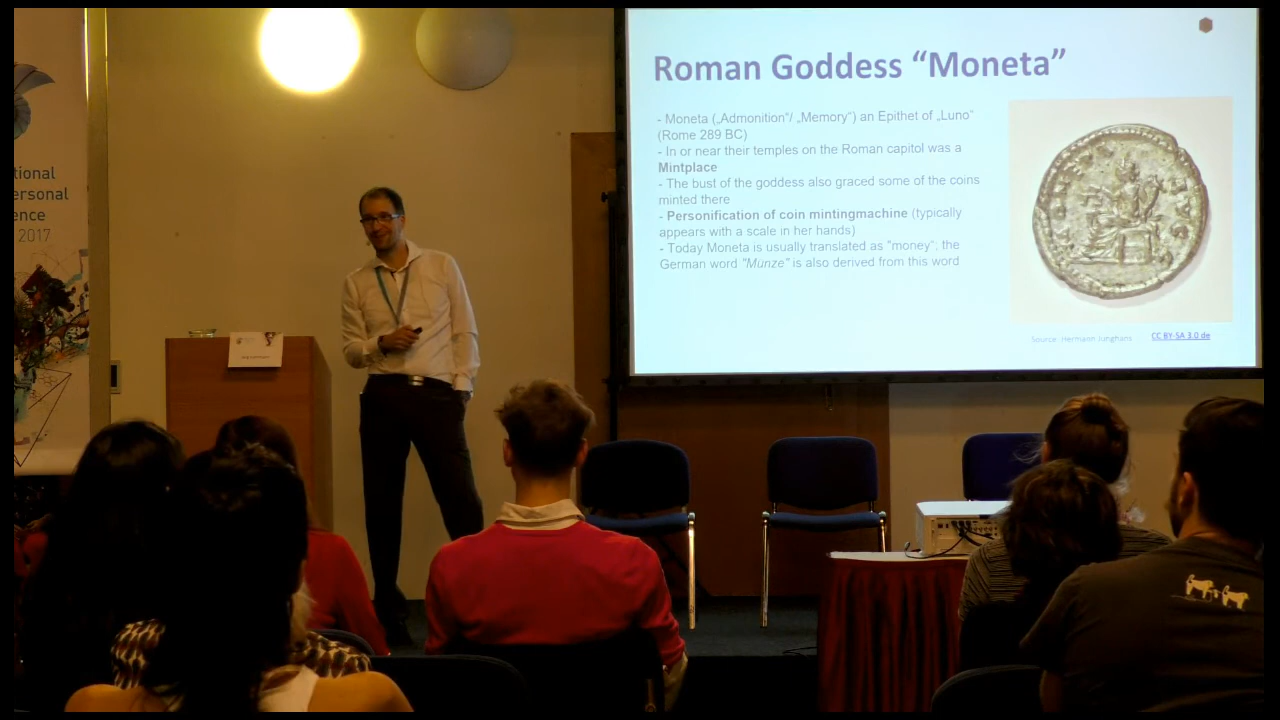 tional
ersonal
ence
2017
Roman Goddess “Moneta”
- Moneta („Admonition“/ „Memory“) an Epithet of „Luno“
(Rome 289 BC)
- In or near their temples on the Roman capitol was a
Mintplace
- The bust of the goddess also graced some of the coins
minted there
- Personification of coin mintingmachine (typically
appears with a scale in her hands)
- Today Moneta is usually translated as "money"; the
German word "Münze" is also derived from this word
Source: Hermann Junghans CC BY-SA 3.0 de